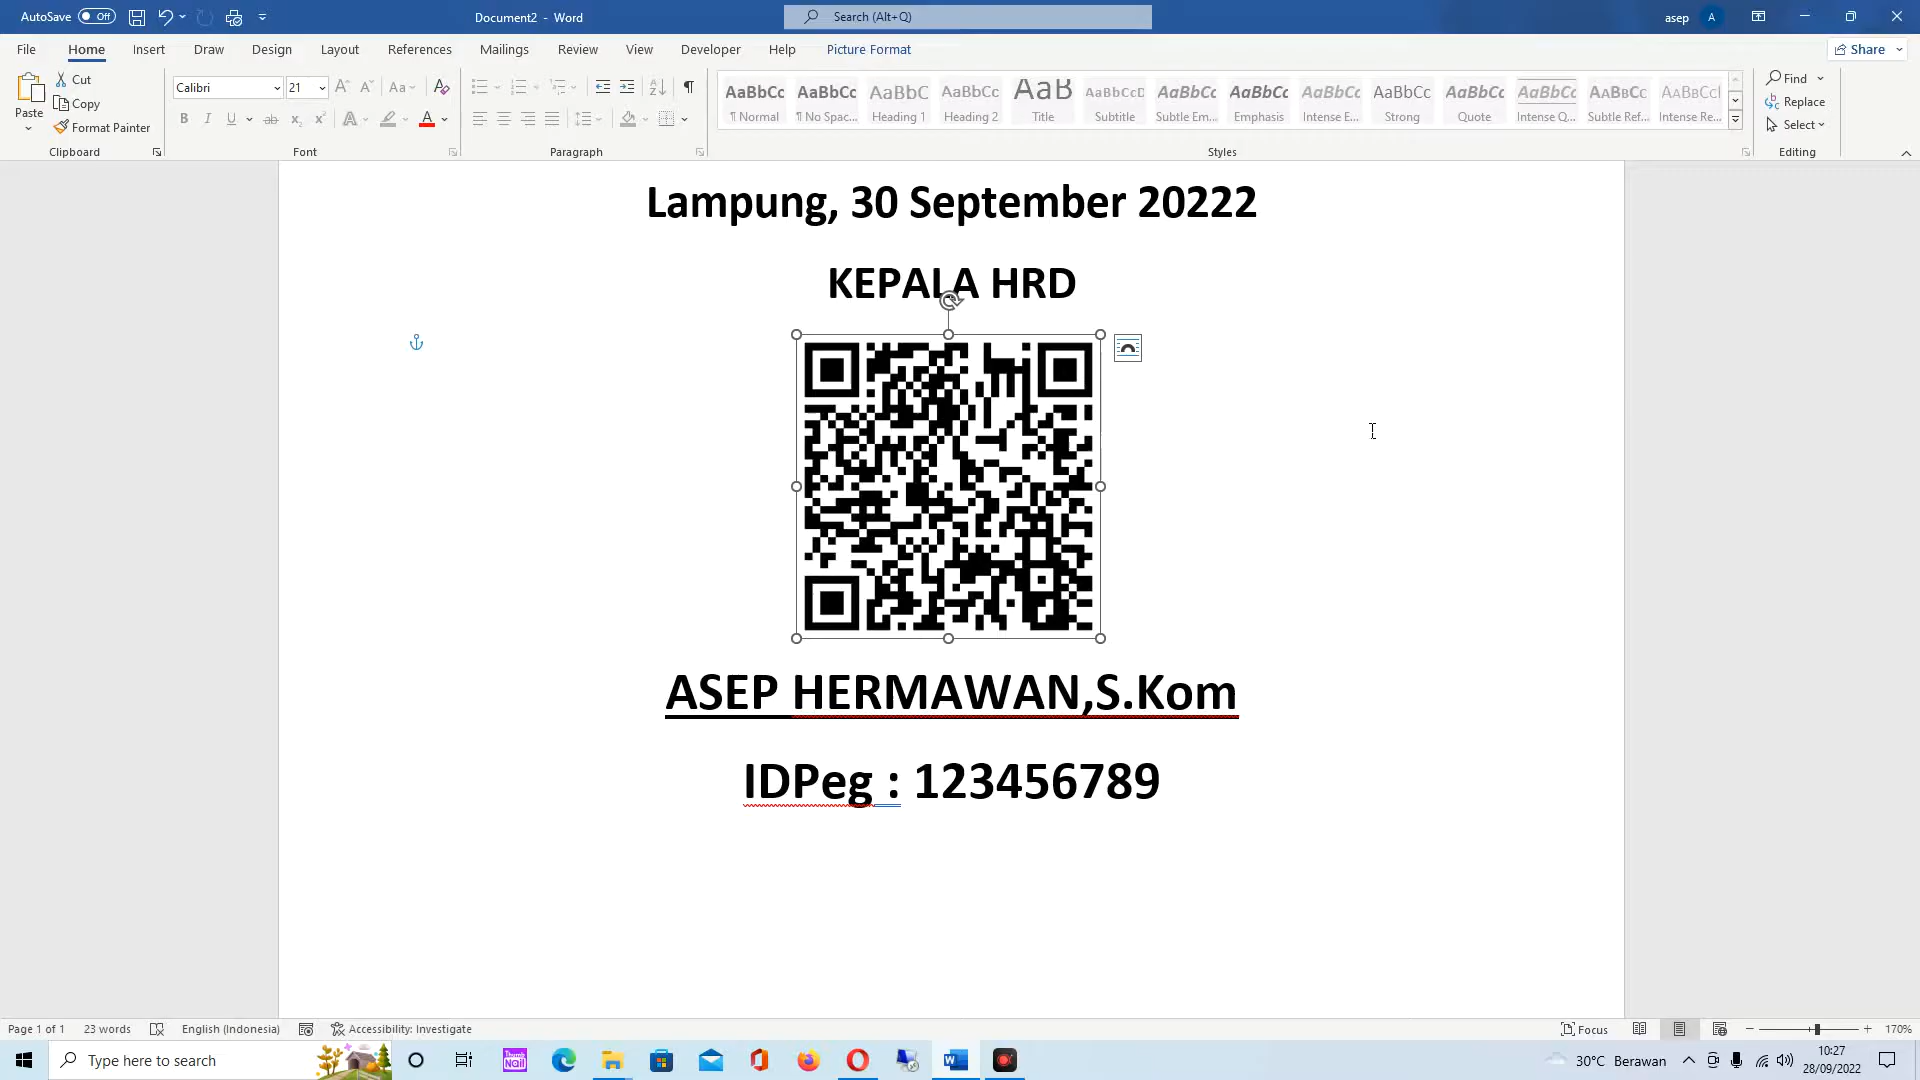 AutoSave Off Document2 - Word Search (Alt+Q) asep A
File Home Insert Draw Design Layout References Mailings Review View Developer Help Picture Format Share
Paste Cut Copy Format Painter
Calibri 21
AaBbCc AaBbCc AaBbC AaBbCc AaB AaBbCcD AaBbCc AaBbCc AaBbCc AaBbCc AaBbCc AaBbCc AaBbCc AaBbCcl
¶ Normal ¶ No Spac... Heading 1 Heading 2 Title Subtitle Subtle Em... Emphasis Intense E... Strong Quote Intense Q... Subtle Ref... Intense Re...
Find
Replace
Select
Clipboard Font Paragraph Styles Editing
Lampung, 30 September 20222
KEPALA HRD
ASEP HERMAWAN,S.Kom
IDPeg : 123456789
Page 1 of 1 23 words English (Indonesia) Accessibility: Investigate Focus 170%
Type here to search Thumb Nail 30°C Berawan 10:27
28/09/2022